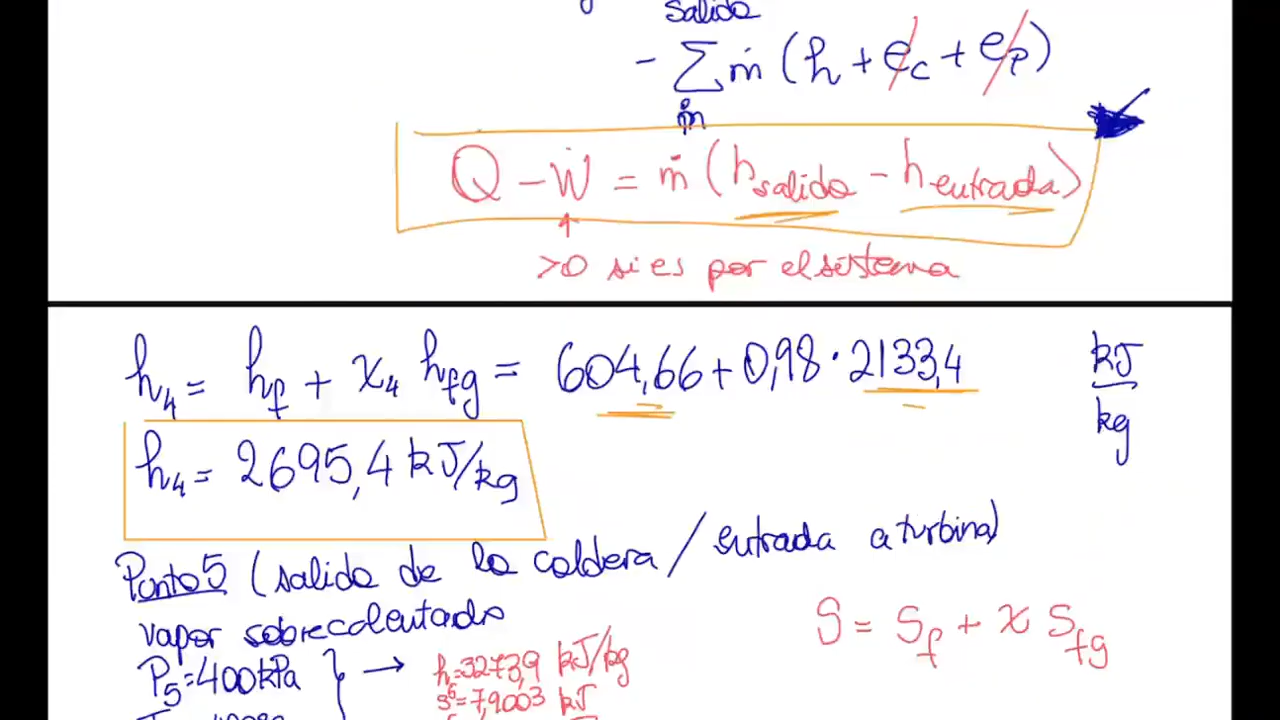 salida
- ∑ ṁ (h + ec + ep)
in
Q - Ẇ = ṁ (hsalida - hentrada)
>0 si es por el sistema
h4 = hf + x4 hfg = 604,66 + 0,98 · 2133,4 kJ/kg
h4 = 2695,4 kJ/kg
Punto 5 (salida de la caldera / entrada a turbina)
vapor sobrecalentado
S = Sf + x Sfg
P5 = 400 kPa } → h = 3273,9 kJ/kg
s = 7,9003 kJ